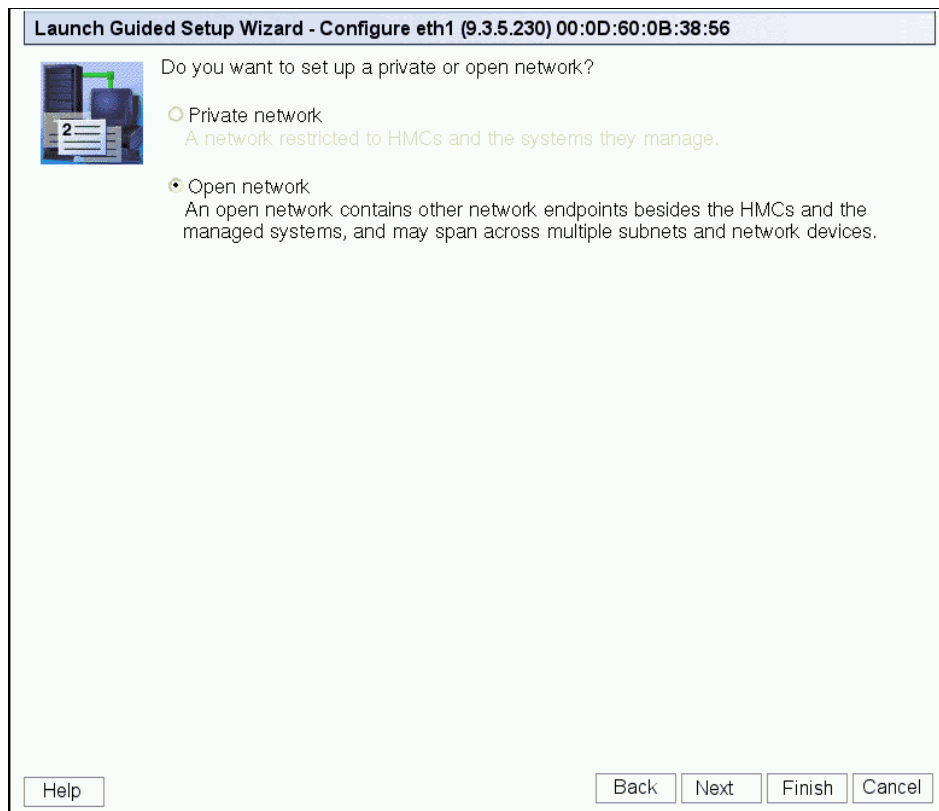 Launch Guided Setup Wizard - Configure eth1 (9.3.5.230) 00:0D:60:0B:38:56
Do you want to set up a private or open network?
2
Private network
A network restricted to HMCs and the systems they manage.
Open network
An open network contains other network endpoints besides the HMCs and the
managed systems, and may span across multiple subnets and network devices.
Help
Back
Next
Finish
Cancel